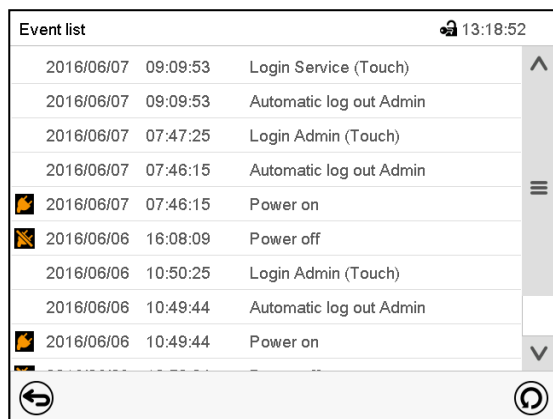 Event list 13:18:52
2016/06/07 09:09:53 Login Service (Touch)
2016/06/07 09:09:53 Automatic log out Admin
2016/06/07 07:47:25 Login Admin (Touch)
2016/06/07 07:46:15 Automatic log out Admin
2016/06/07 07:46:15 Power on
2016/06/06 16:08:09 Power off
2016/06/06 10:50:25 Login Admin (Touch)
2016/06/06 10:49:44 Automatic log out Admin
2016/06/06 10:49:44 Power on